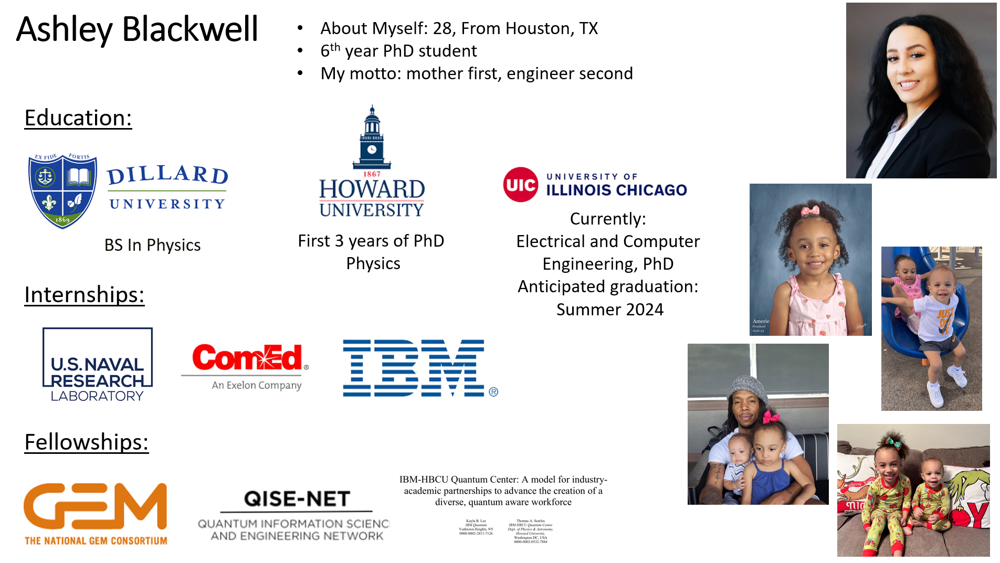 Ashley Blackwell
• About Myself: 28, From Houston, TX
• 6th year PhD student
• My motto: mother first, engineer second
Education:
EX FIDE FORTIS
1869
DILLARD
UNIVERSITY
BS In Physics
1867
HOWARD
UNIVERSITY
First 3 years of PhD
Physics
UIC
UNIVERSITY OF
ILLINOIS CHICAGO
Currently:
Electrical and Computer
Engineering, PhD
Anticipated graduation:
Summer 2024
Internships:
U.S. NAVAL
RESEARCH
LABORATORY
ComEd®
An Exelon Company
IBM®
Fellowships:
GEM
THE NATIONAL GEM CONSORTIUM
QISE-NET
QUANTUM INFORMATION SCIENC
AND ENGINEERING NETWORK
IBM-HBCU Quantum Center: A model for industry-
academic partnerships to advance the creation of a
diverse, quantum aware workforce
Kayla B. Lee
IBM Quantum
Yorktown Heights, NY
0000-0002-2811-7126
Thomas A. Searles
IBM-HBCU Quantum Center
Dept. of Physics & Astronomy,
Howard University,
Washington DC, USA
0000-0002-0532-7884
Amerie
Preschool
2022-23
JUST
DO
IT.